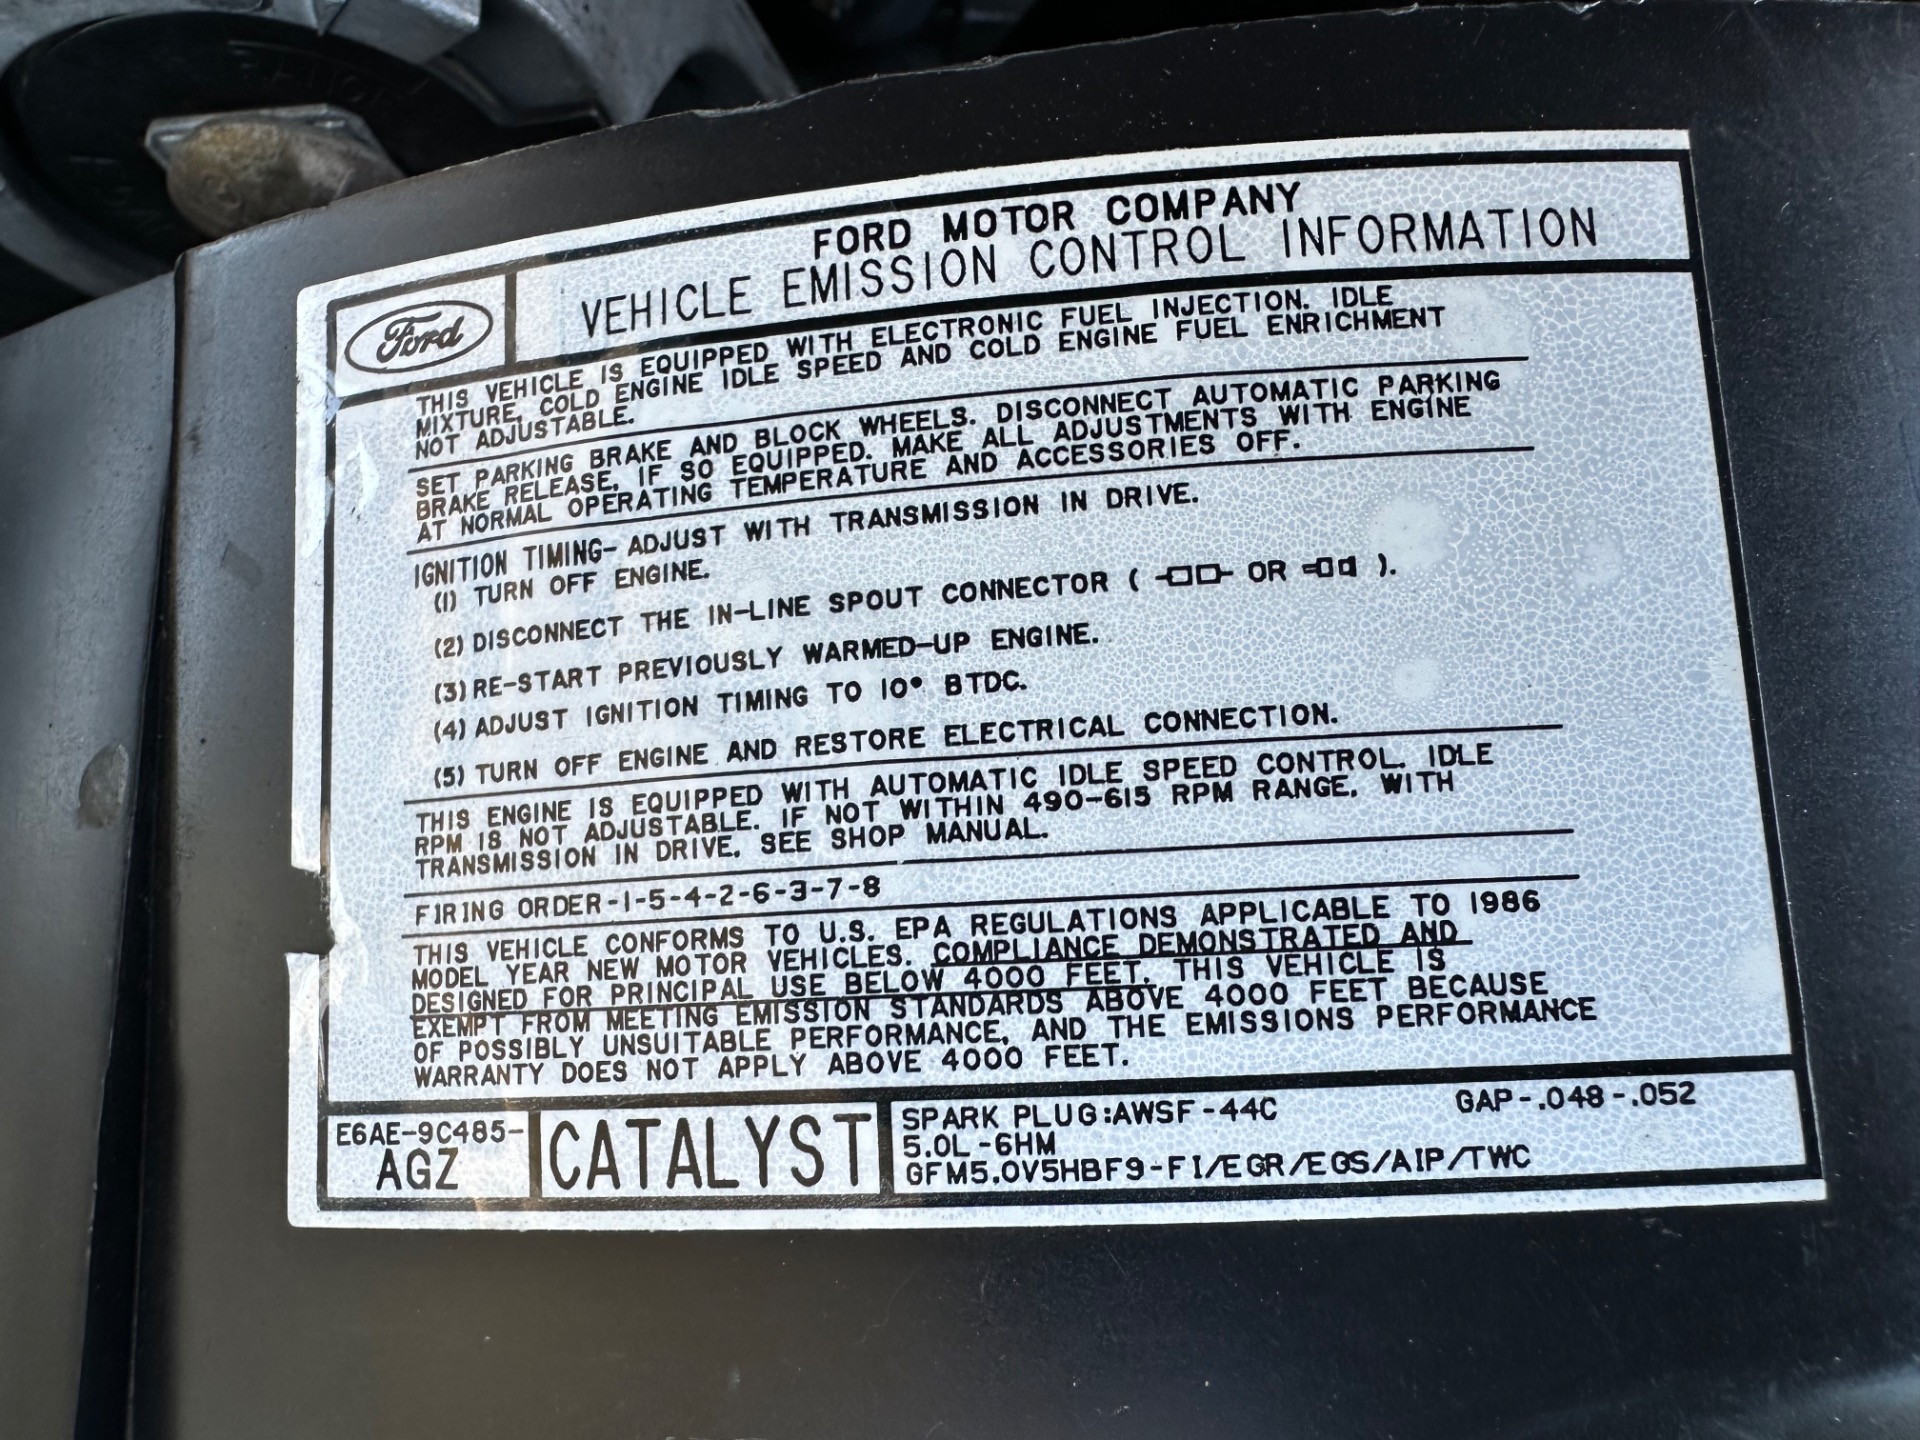 FORD MOTOR COMPANY
VEHICLE EMISSION CONTROL INFORMATION
Ford
THIS VEHICLE IS EQUIPPED WITH ELECTRONIC FUEL INJECTION. IDLE
MIXTURE, COLD ENGINE IDLE SPEED AND COLD ENGINE FUEL ENRICHMENT
NOT ADJUSTABLE.
SET PARKING BRAKE AND BLOCK WHEELS. DISCONNECT AUTOMATIC PARKING
BRAKE RELEASE, IF SO EQUIPPED. MAKE ALL ADJUSTMENTS WITH ENGINE
AT NORMAL OPERATING TEMPERATURE AND ACCESSORIES OFF.
IGNITION TIMING- ADJUST WITH TRANSMISSION IN DRIVE.
(1) TURN OFF ENGINE.
(2) DISCONNECT THE IN-LINE SPOUT CONNECTOR ( OR ).
(3) RE-START PREVIOUSLY WARMED-UP ENGINE.
(4) ADJUST IGNITION TIMING TO 10° BTDC.
(5) TURN OFF ENGINE AND RESTORE ELECTRICAL CONNECTION.
THIS ENGINE IS EQUIPPED WITH AUTOMATIC IDLE SPEED CONTROL. IDLE
RPM IS NOT ADJUSTABLE. IF NOT WITHIN 490-615 RPM RANGE, WITH
TRANSMISSION IN DRIVE, SEE SHOP MANUAL.
FIRING ORDER-1-5-4-2-6-3-7-8
THIS VEHICLE CONFORMS TO U.S. EPA REGULATIONS APPLICABLE TO 1986
MODEL YEAR NEW MOTOR VEHICLES. COMPLIANCE DEMONSTRATED AND
DESIGNED FOR PRINCIPAL USE BELOW 4000 FEET. THIS VEHICLE IS
EXEMPT FROM MEETING EMISSION STANDARDS ABOVE 4000 FEET BECAUSE
OF POSSIBLY UNSUITABLE PERFORMANCE, AND THE EMISSIONS PERFORMANCE
WARRANTY DOES NOT APPLY ABOVE 4000 FEET.
E6AE-9C485-
AGZ
CATALYST
SPARK PLUG:AWSF-44C GAP-.048-.052
5.0L-6HM
GFM5.0V5HBF9-FI/EGR/EGS/AIP/TWC